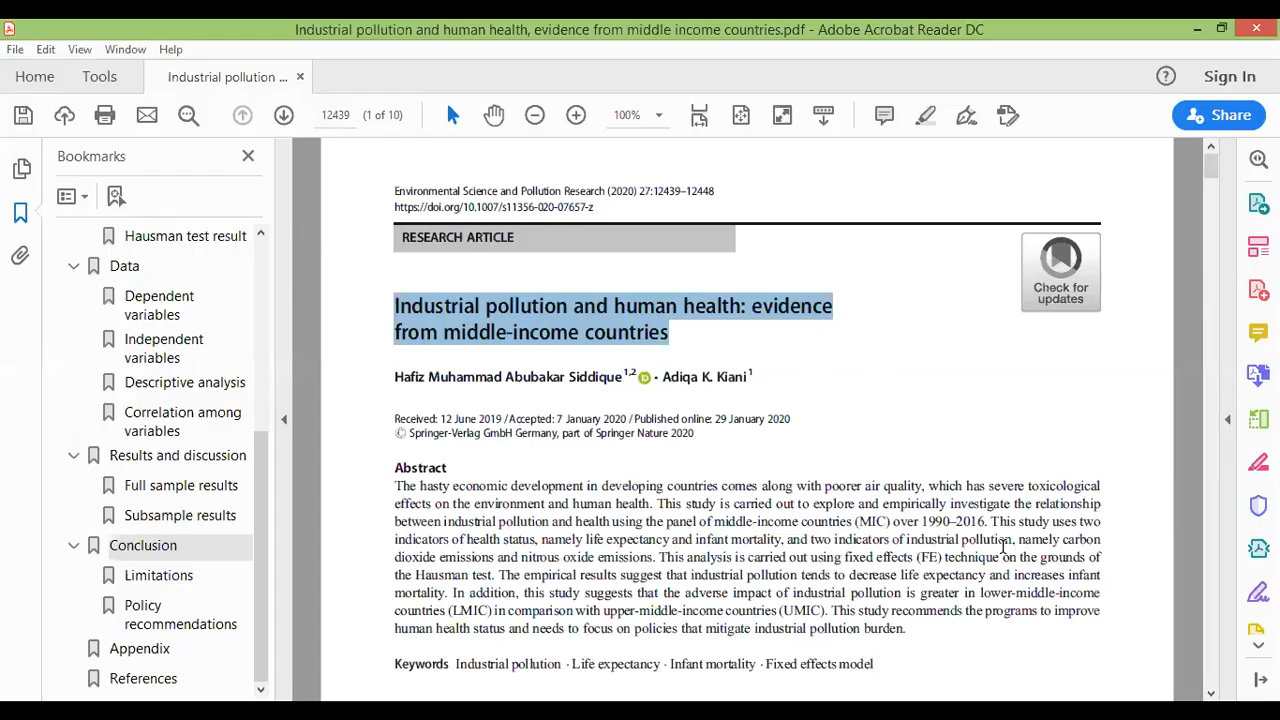 Industrial pollution and human health, evidence from middle income countries.pdf - Adobe Acrobat Reader DC
File Edit View Window Help
Home Tools Industrial pollution ... × Sign In
12439 (1 of 10) 100% Share
Bookmarks
Hausman test result
Data
Dependent
variables
Independent
variables
Descriptive analysis
Correlation among
variables
Results and discussion
Full sample results
Subsample results
Conclusion
Limitations
Policy
recommendations
Appendix
References
Environmental Science and Pollution Research (2020) 27:12439–12448
https://doi.org/10.1007/s11356-020-07657-z
RESEARCH ARTICLE
Check for
updates
Industrial pollution and human health: evidence
from middle-income countries
Hafiz Muhammad Abubakar Siddique 1,2 iD · Adiqa K. Kiani 1
Received: 12 June 2019 / Accepted: 7 January 2020 / Published online: 29 January 2020
© Springer-Verlag GmbH Germany, part of Springer Nature 2020
Abstract
The hasty economic development in developing countries comes along with poorer air quality, which has severe toxicological
effects on the environment and human health. This study is carried out to explore and empirically investigate the relationship
between industrial pollution and health using the panel of middle-income countries (MIC) over 1990–2016. This study uses two
indicators of health status, namely life expectancy and infant mortality, and two indicators of industrial pollution, namely carbon
dioxide emissions and nitrous oxide emissions. This analysis is carried out using fixed effects (FE) technique on the grounds of
the Hausman test. The empirical results suggest that industrial pollution tends to decrease life expectancy and increases infant
mortality. In addition, this study suggests that the adverse impact of industrial pollution is greater in lower-middle-income
countries (LMIC) in comparison with upper-middle-income countries (UMIC). This study recommends the programs to improve
human health status and needs to focus on policies that mitigate industrial pollution burden.
Keywords Industrial pollution · Life expectancy · Infant mortality · Fixed effects model